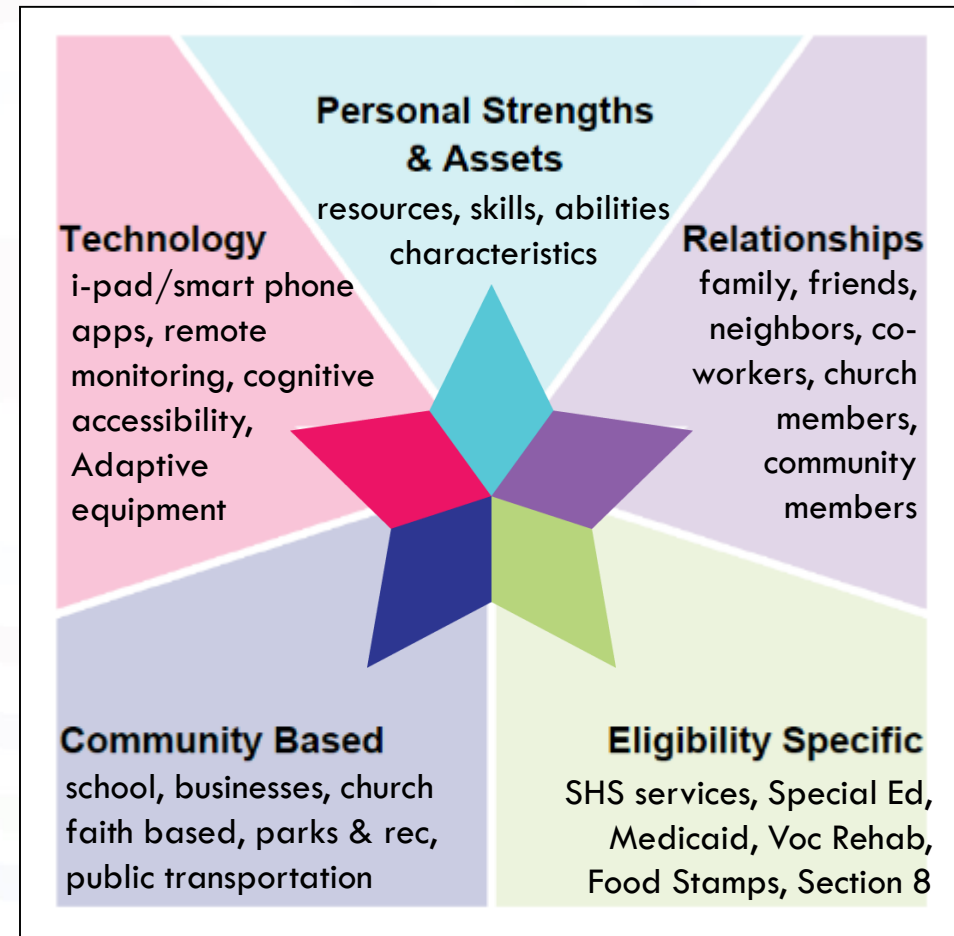 Personal Strengths
& Assets
resources, skills, abilities
characteristics
Technology
i-pad/smart phone
apps, remote
monitoring, cognitive
accessibility,
Adaptive
equipment
Relationships
family, friends,
neighbors, co-
workers, church
members,
community
members
Community Based
school, businesses, church
faith based, parks & rec,
public transportation
Eligibility Specific
SHS services, Special Ed,
Medicaid, Voc Rehab,
Food Stamps, Section 8